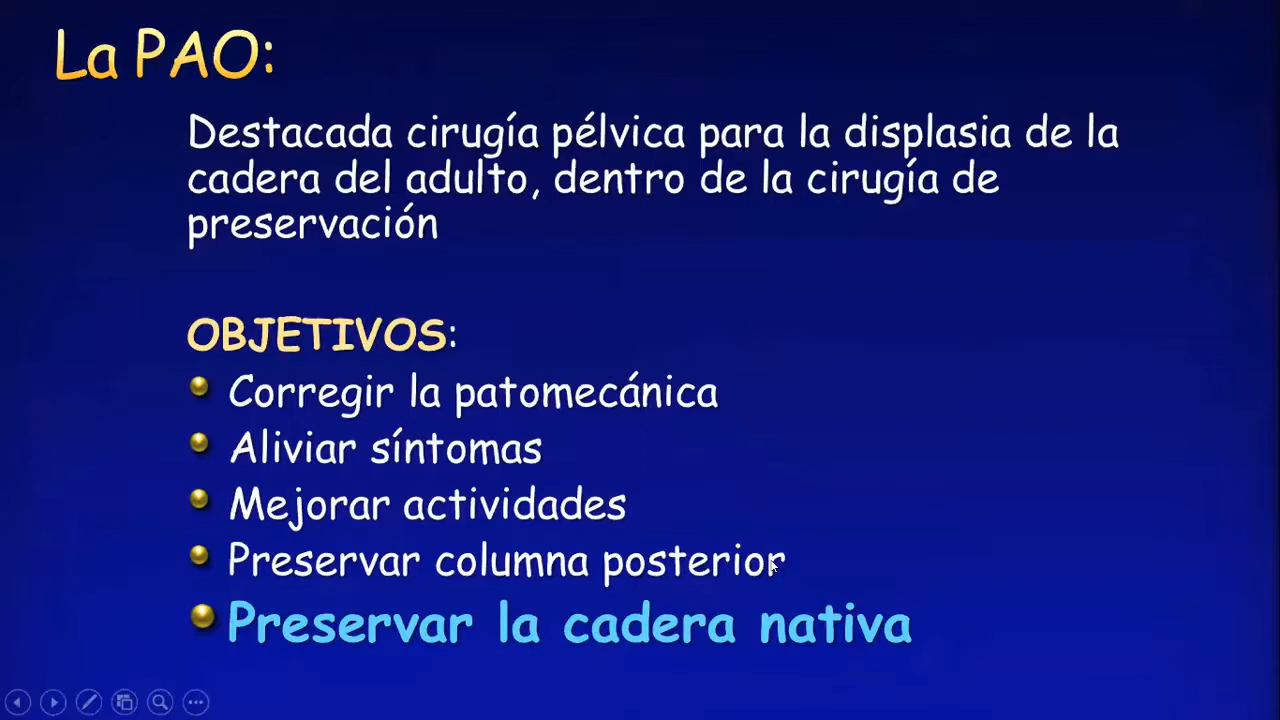 La PAO:
Destacada cirugía pélvica para la displasia de la
cadera del adulto, dentro de la cirugía de
preservación
OBJETIVOS:
Corregir la patomecánica
Aliviar síntomas
Mejorar actividades
Preservar columna posterior
Preservar la cadera nativa